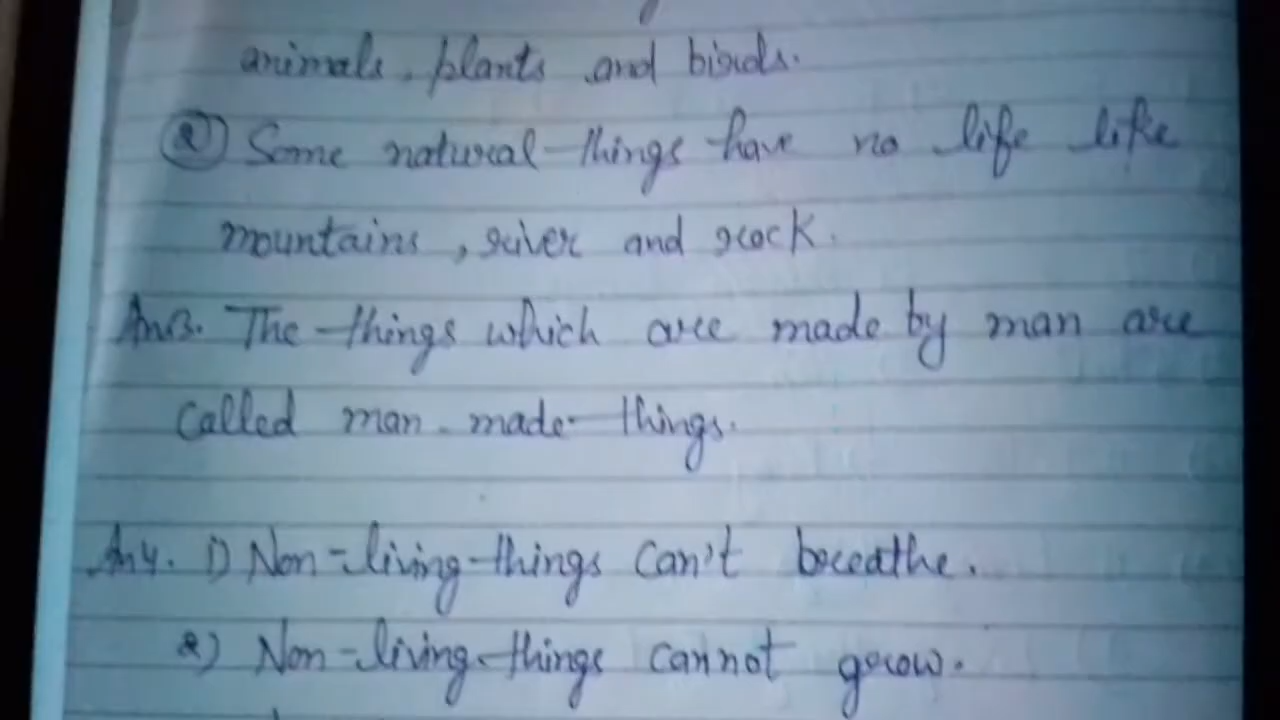 animals, plants and birds.
2) Some natural things have no life like
mountains, river and rock.
Ans3. The things which are made by man are
called man-made things.
An4. 1) Non-living things can't breathe.
2) Non-living things cannot grow.